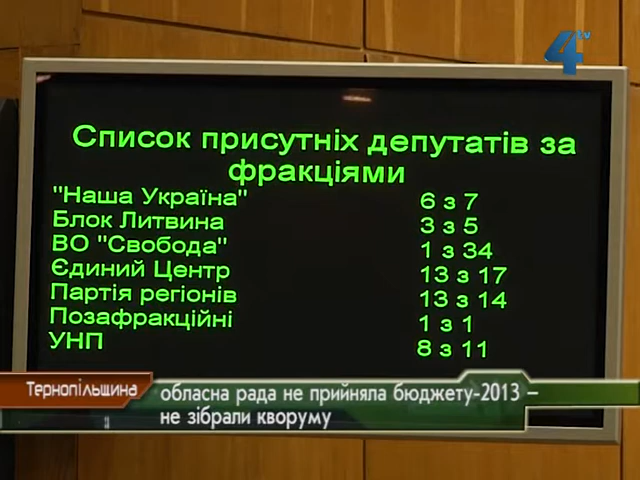 4 TV
Список присутніх депутатів за
фракціями
"Наша Україна" 6 з 7
Блок Литвина 3 з 5
ВО "Свобода" 1 з 34
Єдиний Центр 13 з 17
Партія регіонів 13 з 14
Позафракційні 1 з 1
УНП 8 з 11
Тернопільщина
обласна рада не прийняла бюджету-2013 –
не зібрали кворуму